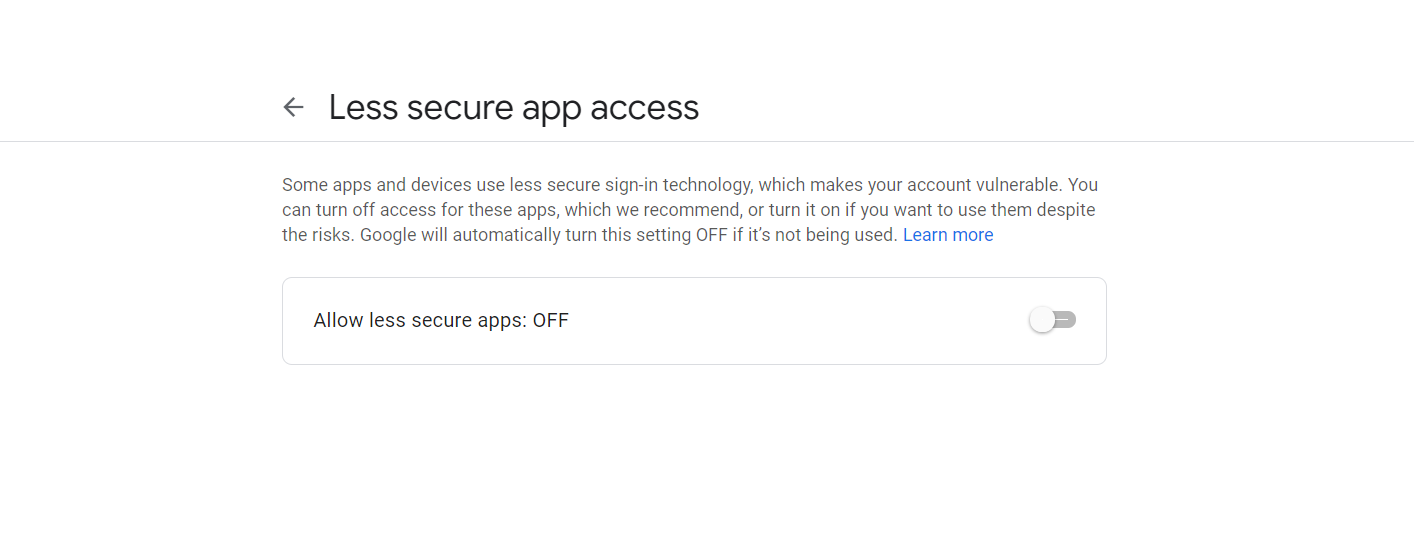 Less secure app access
Some apps and devices use less secure sign-in technology, which makes your account vulnerable. You
can turn off access for these apps, which we recommend, or turn it on if you want to use them despite
the risks. Google will automatically turn this setting OFF if it’s not being used. Learn more
Allow less secure apps: OFF